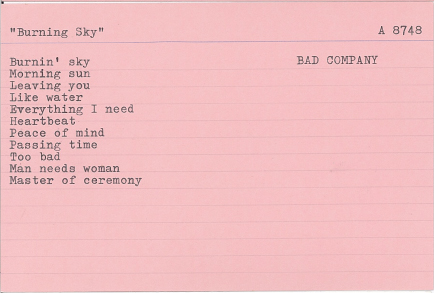 "Burning Sky" A 8748
Burnin' sky BAD COMPANY
Morning sun
Leaving you
Like water
Everything I need
Heartbeat
Peace of mind
Passing time
Too bad
Man needs woman
Master of ceremony